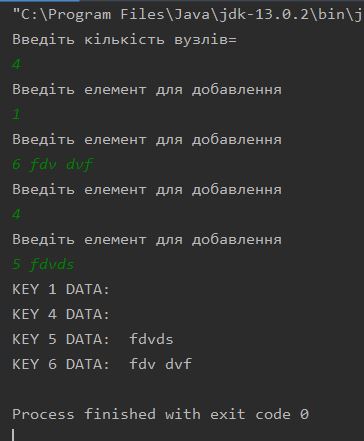 "C:\Program Files\Java\jdk-13.0.2\bin\j
Введіть кількість вузлів=
4
Введіть елемент для добавлення
1
Введіть елемент для добавлення
6 fdv dvf
Введіть елемент для добавлення
4
Введіть елемент для добавлення
5 fdvds
KEY 1 DATA:
KEY 4 DATA:
KEY 5 DATA:  fdvds
KEY 6 DATA:  fdv dvf
Process finished with exit code 0